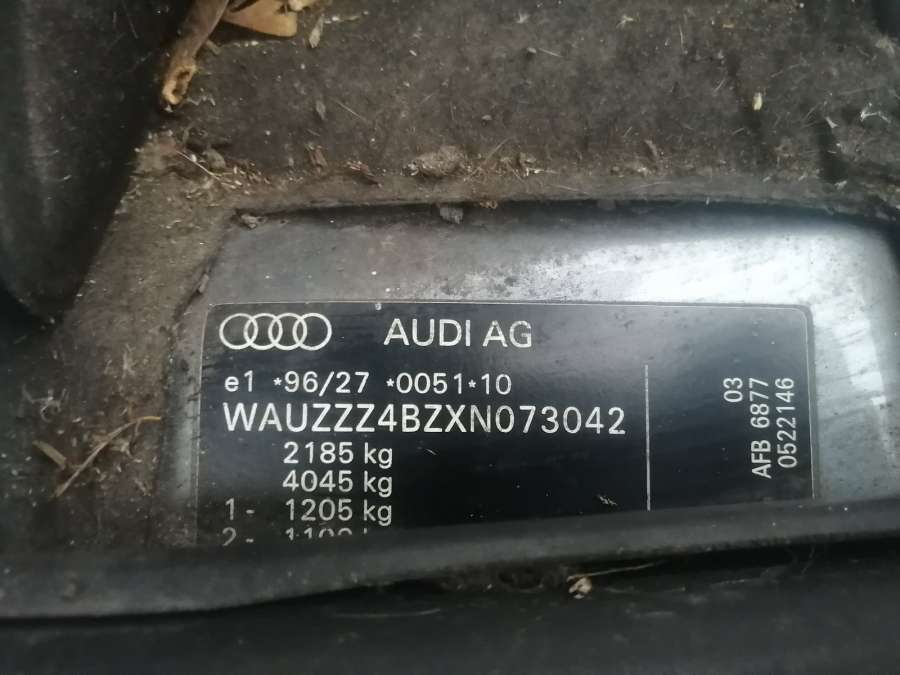 AUDI AG
e1 *96/27 *0051*10
WAUZZZ4BZXN073042
2185 kg
4045 kg
1- 1205 kg
2-
03
AFB 6877
0522146